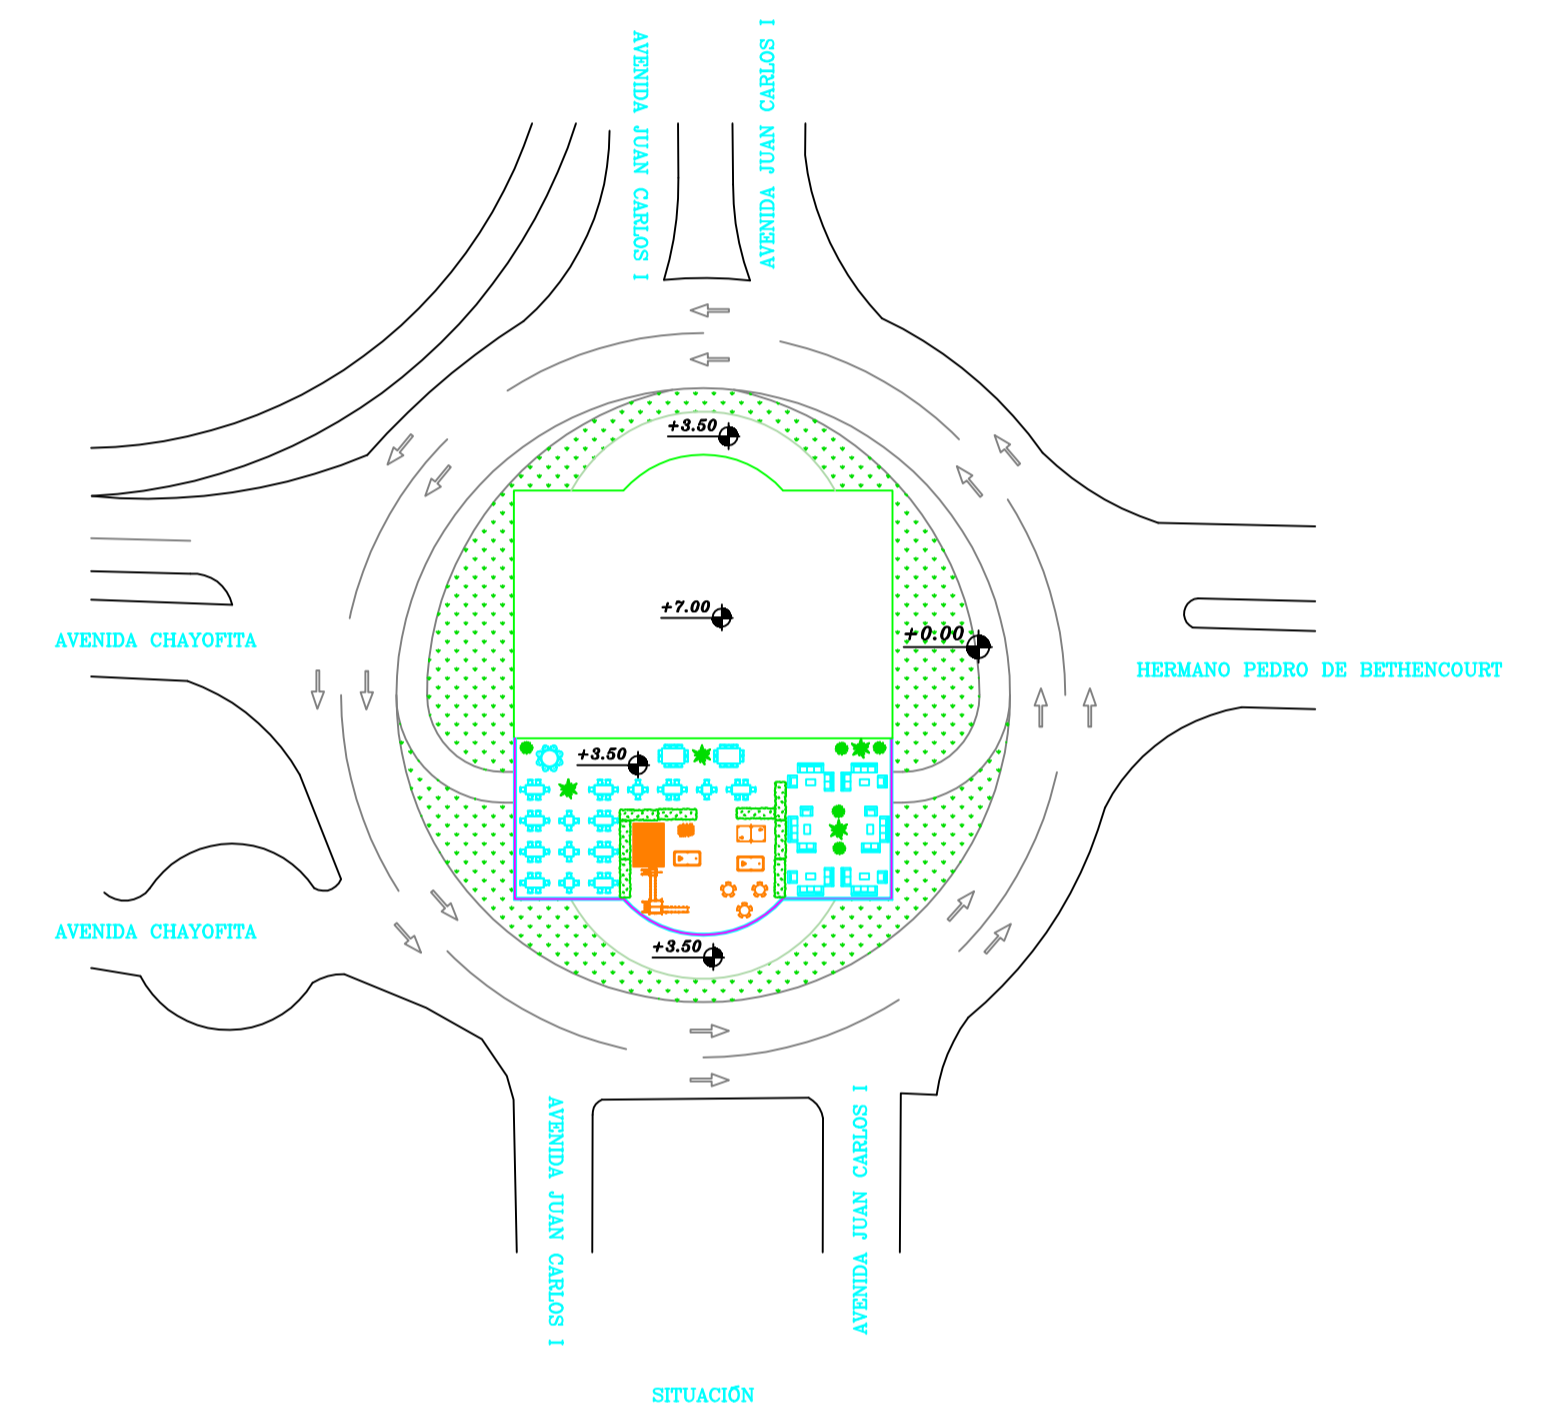 AVENIDA JUAN CARLOS I
AVENIDA JUAN CARLOS I
+3.50
+7.00
+0.00
AVENIDA CHAYOFITA
HERMANO PEDRO DE BETHENCOURT
+3.50
AVENIDA CHAYOFITA
+3.50
AVENIDA JUAN CARLOS I
AVENIDA JUAN CARLOS I
SITUACIÓN